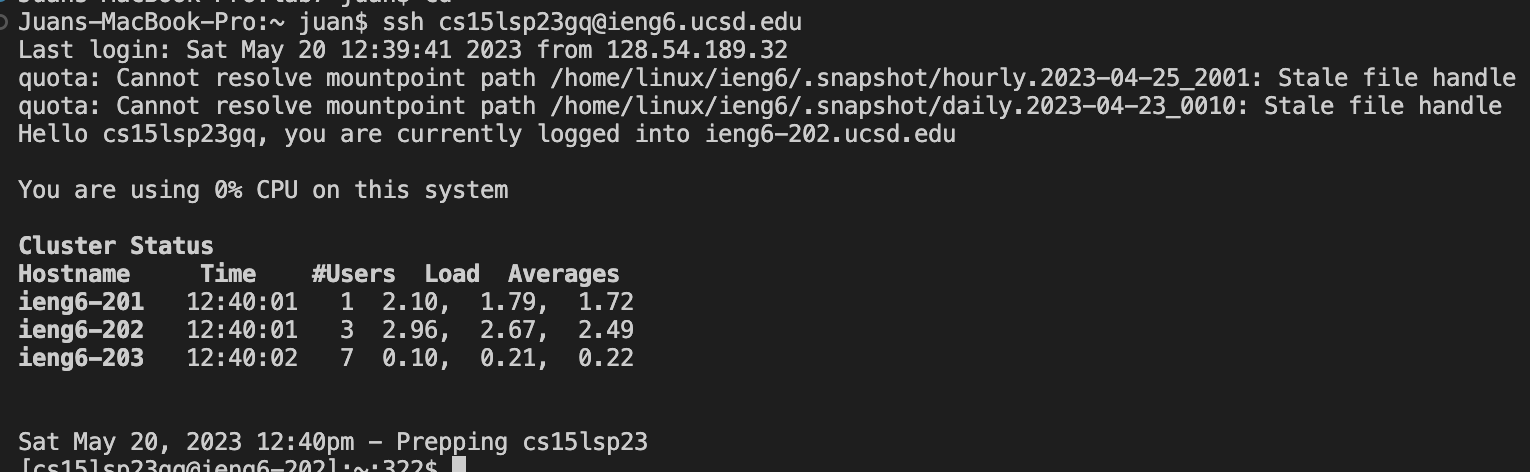 Juans-MacBook-Pro:~ juan$ ssh cs15lsp23gq@ieng6.ucsd.edu
Last login: Sat May 20 12:39:41 2023 from 128.54.189.32
quota: Cannot resolve mountpoint path /home/linux/ieng6/.snapshot/hourly.2023-04-25_2001: Stale file handle
quota: Cannot resolve mountpoint path /home/linux/ieng6/.snapshot/daily.2023-04-23_0010: Stale file handle
Hello cs15lsp23gq, you are currently logged into ieng6-202.ucsd.edu
You are using 0% CPU on this system
Cluster Status
Hostname     Time    #Users  Load  Averages
ieng6-201   12:40:01   1  2.10,  1.79,  1.72
ieng6-202   12:40:01   3  2.96,  2.67,  2.49
ieng6-203   12:40:02   7  0.10,  0.21,  0.22
Sat May 20, 2023 12:40pm - Prepping cs15lsp23
[cs15lsp23gq@ieng6-202]:~:322$